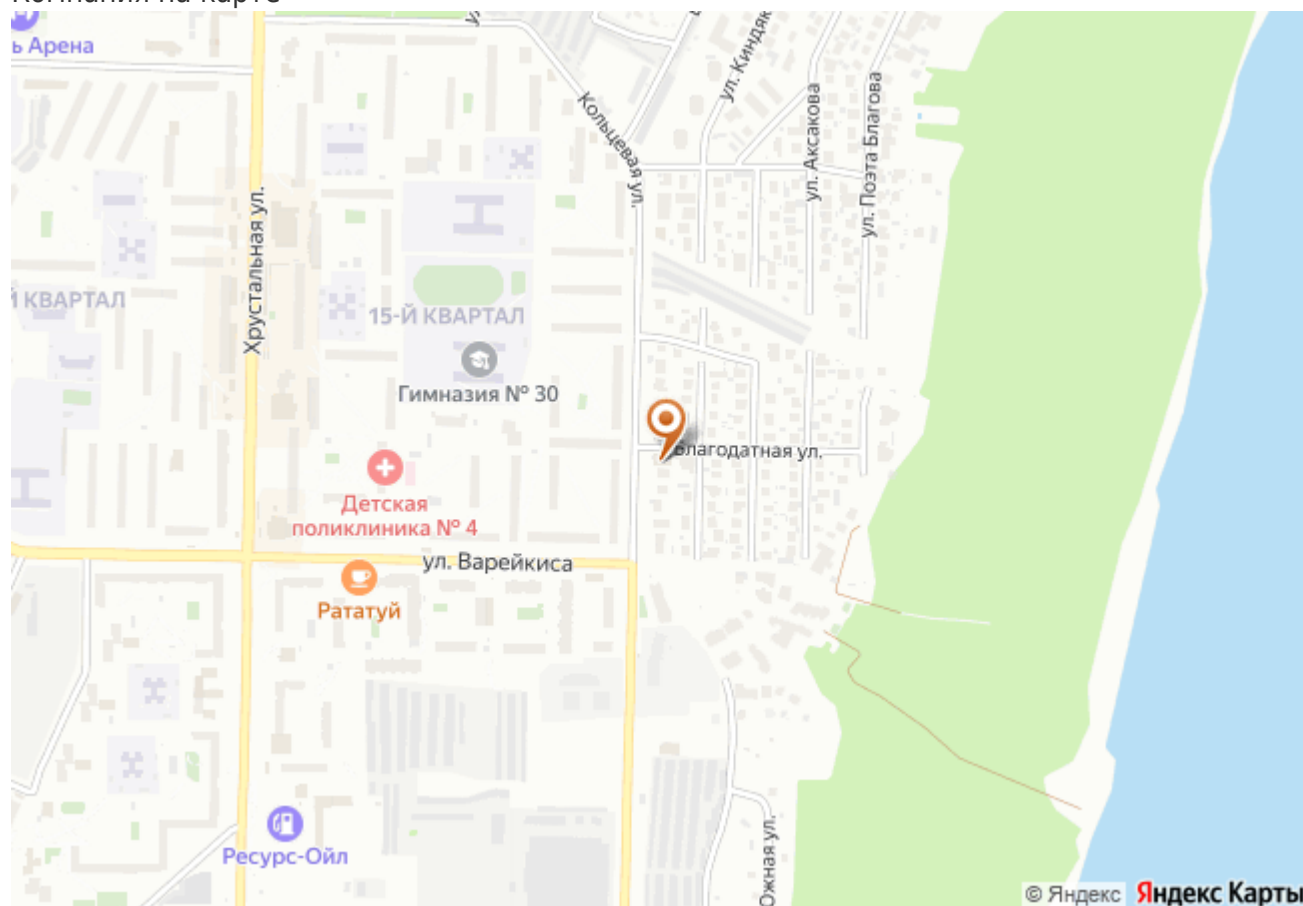 ь Арена
ул. Киндяк
Кольцевая ул.
ул. Аксакова
ул. Поэта Благова
Хрустальная ул.
Й КВАРТАЛ
15-Й КВАРТАЛ
Гимназия № 30
Благодатная ул.
Детская
поликлиника № 4
ул. Варейкиса
Рататуй
Ресурс-Ойл
Южная ул.
© Яндекс Яндекс Карты